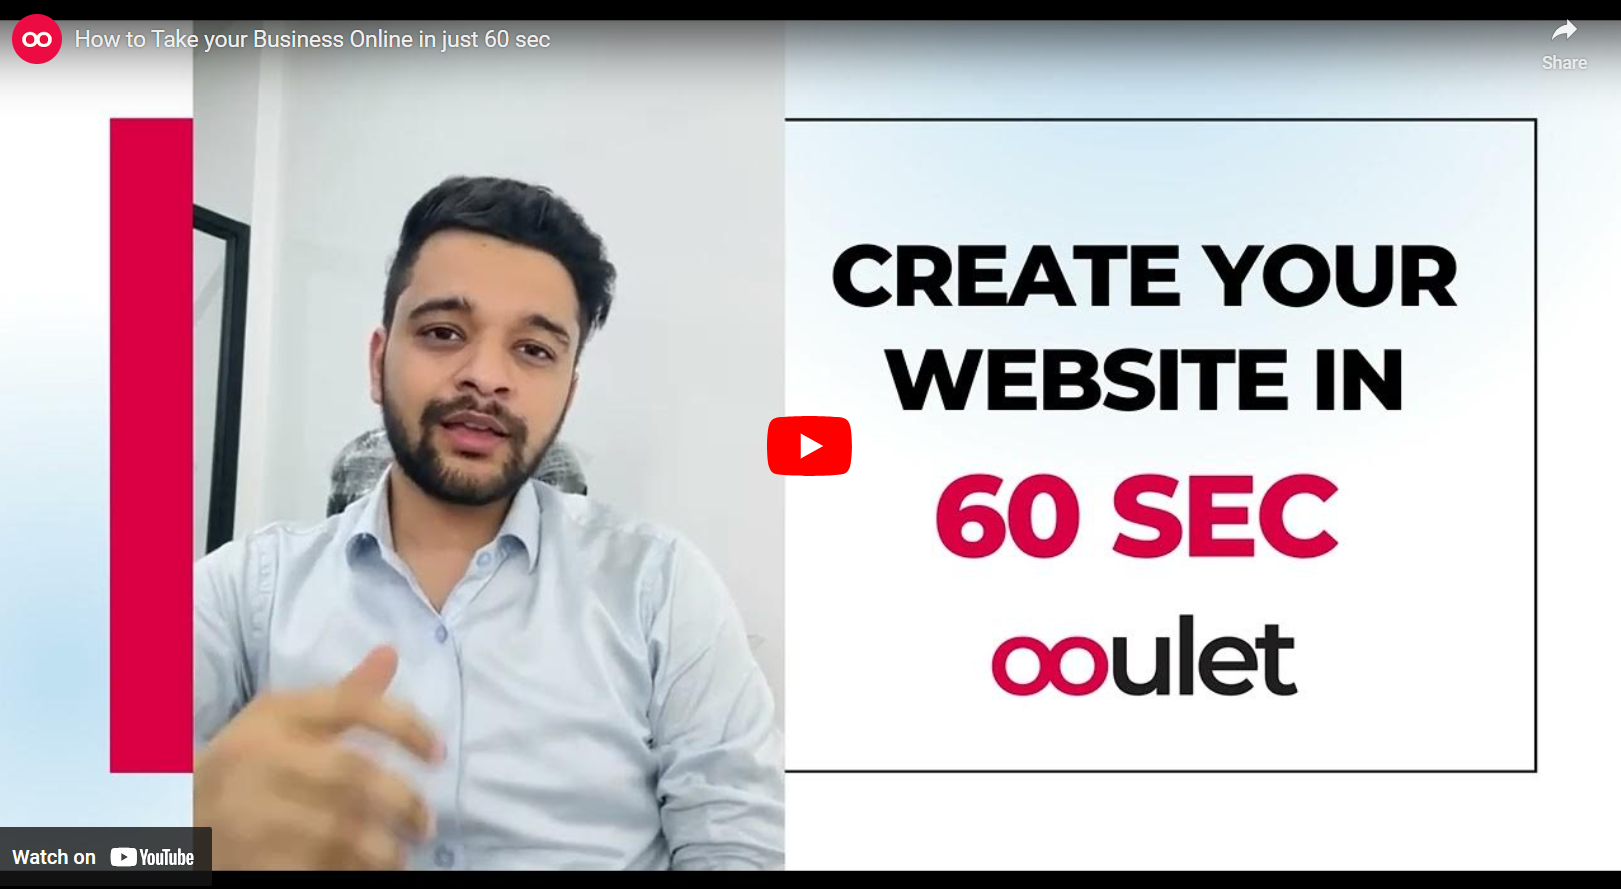 How to Take your Business Online in just 60 sec
Share
CREATE YOUR
WEBSITE IN
60 SEC
ooulet
Watch on YouTube